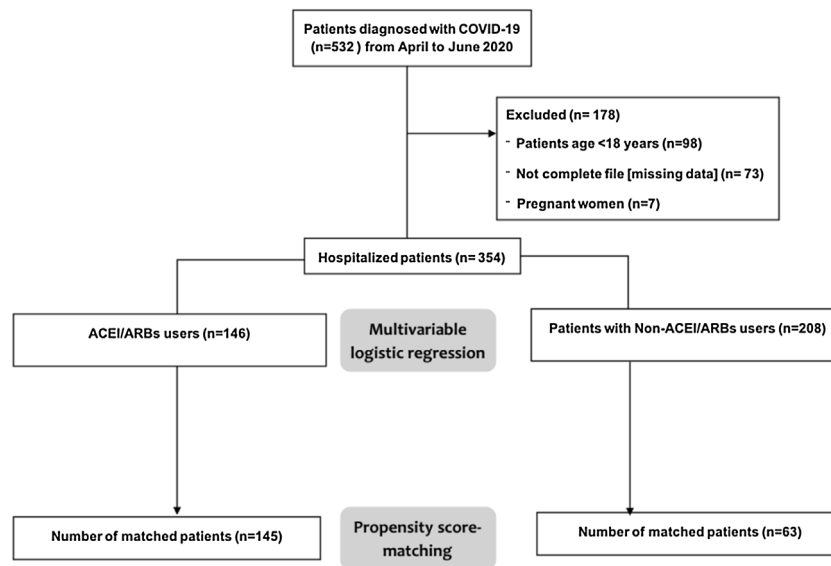 Patients diagnosed with COVID-19
(n=532 ) from April to June 2020
Excluded (n= 178)
- Patients age <18 years (n=98)
- Not complete file [missing data] (n= 73)
- Pregnant women (n=7)
Hospitalized patients (n= 354)
ACEI/ARBs users (n=146)
Multivariable
logistic regression
Patients with Non-ACEI/ARBs users (n=208)
Number of matched patients (n=145)
Propensity score-
matching
Number of matched patients (n=63)